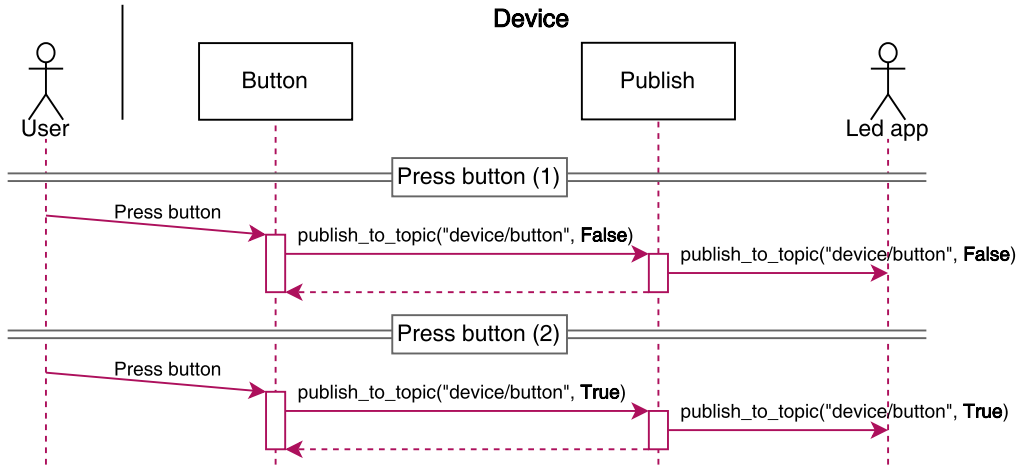 Device
User
Button
Publish
Led app
Press button (1)
Press button
publish_to_topic("device/button", False)
publish_to_topic("device/button", False)
Press button (2)
Press button
publish_to_topic("device/button", True)
publish_to_topic("device/button", True)